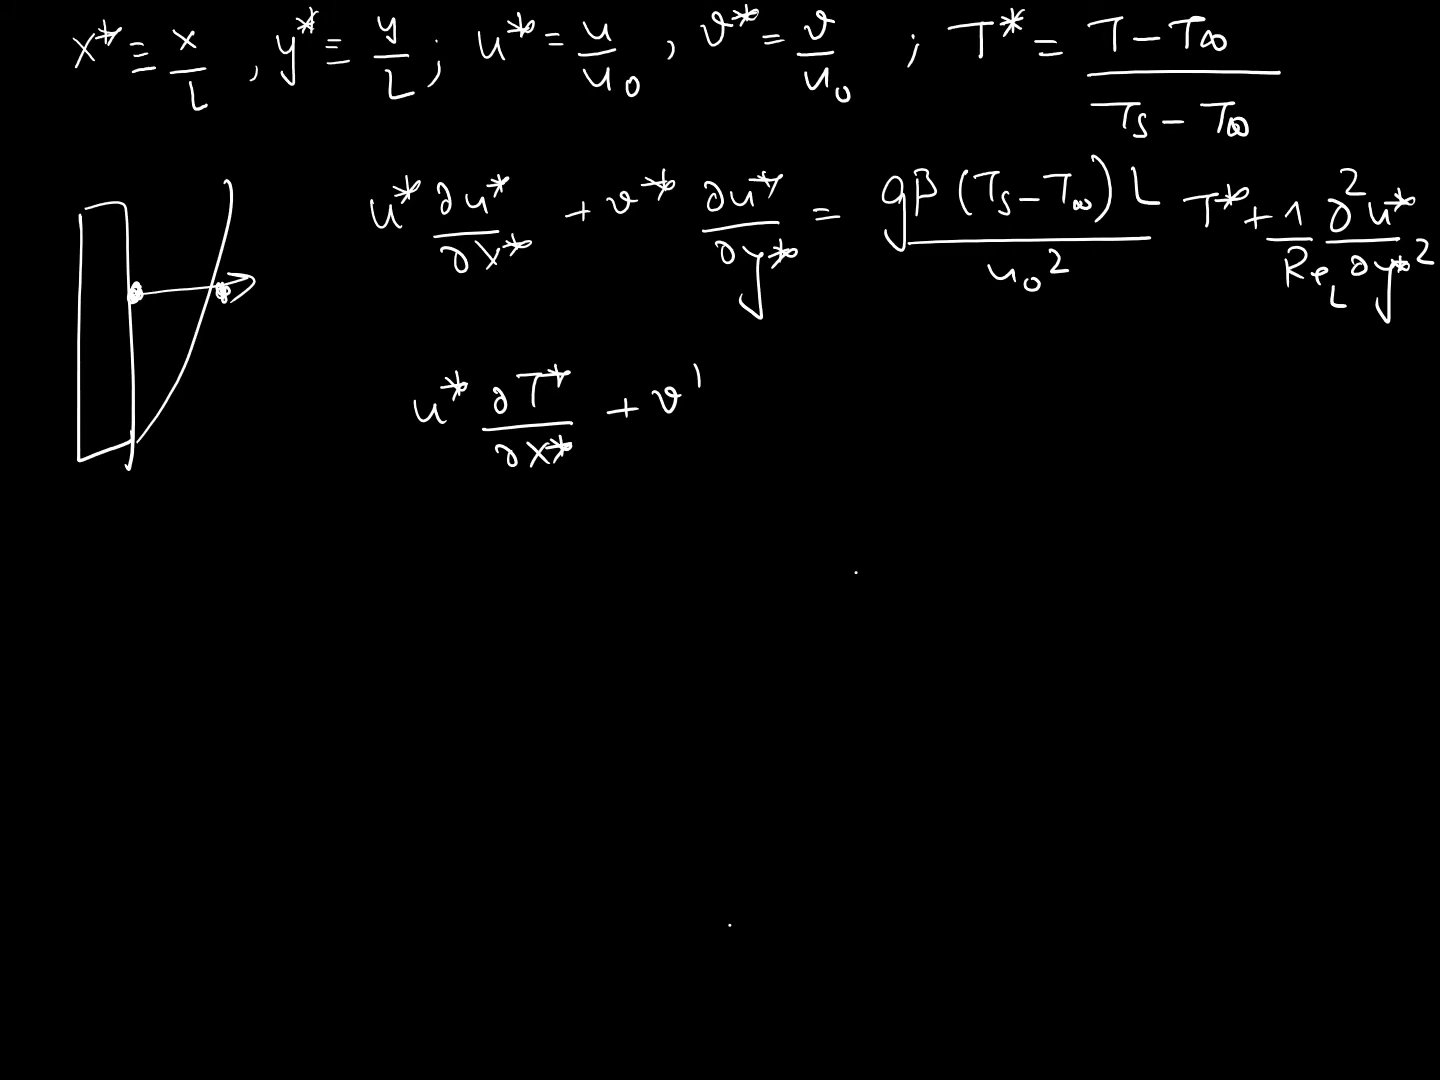 x* ≡ x/L , y* ≡ y/L ; u* = u/u₀ , v* = v/u₀ ; T* = (T − T∞)/(Ts − T∞)
u* ∂u*/∂x* + v* ∂u*/∂y* = gβ(Ts − T∞)L/u₀² T* + 1/Re_L ∂²u*/∂y*²
u* ∂T*/∂x* + v'